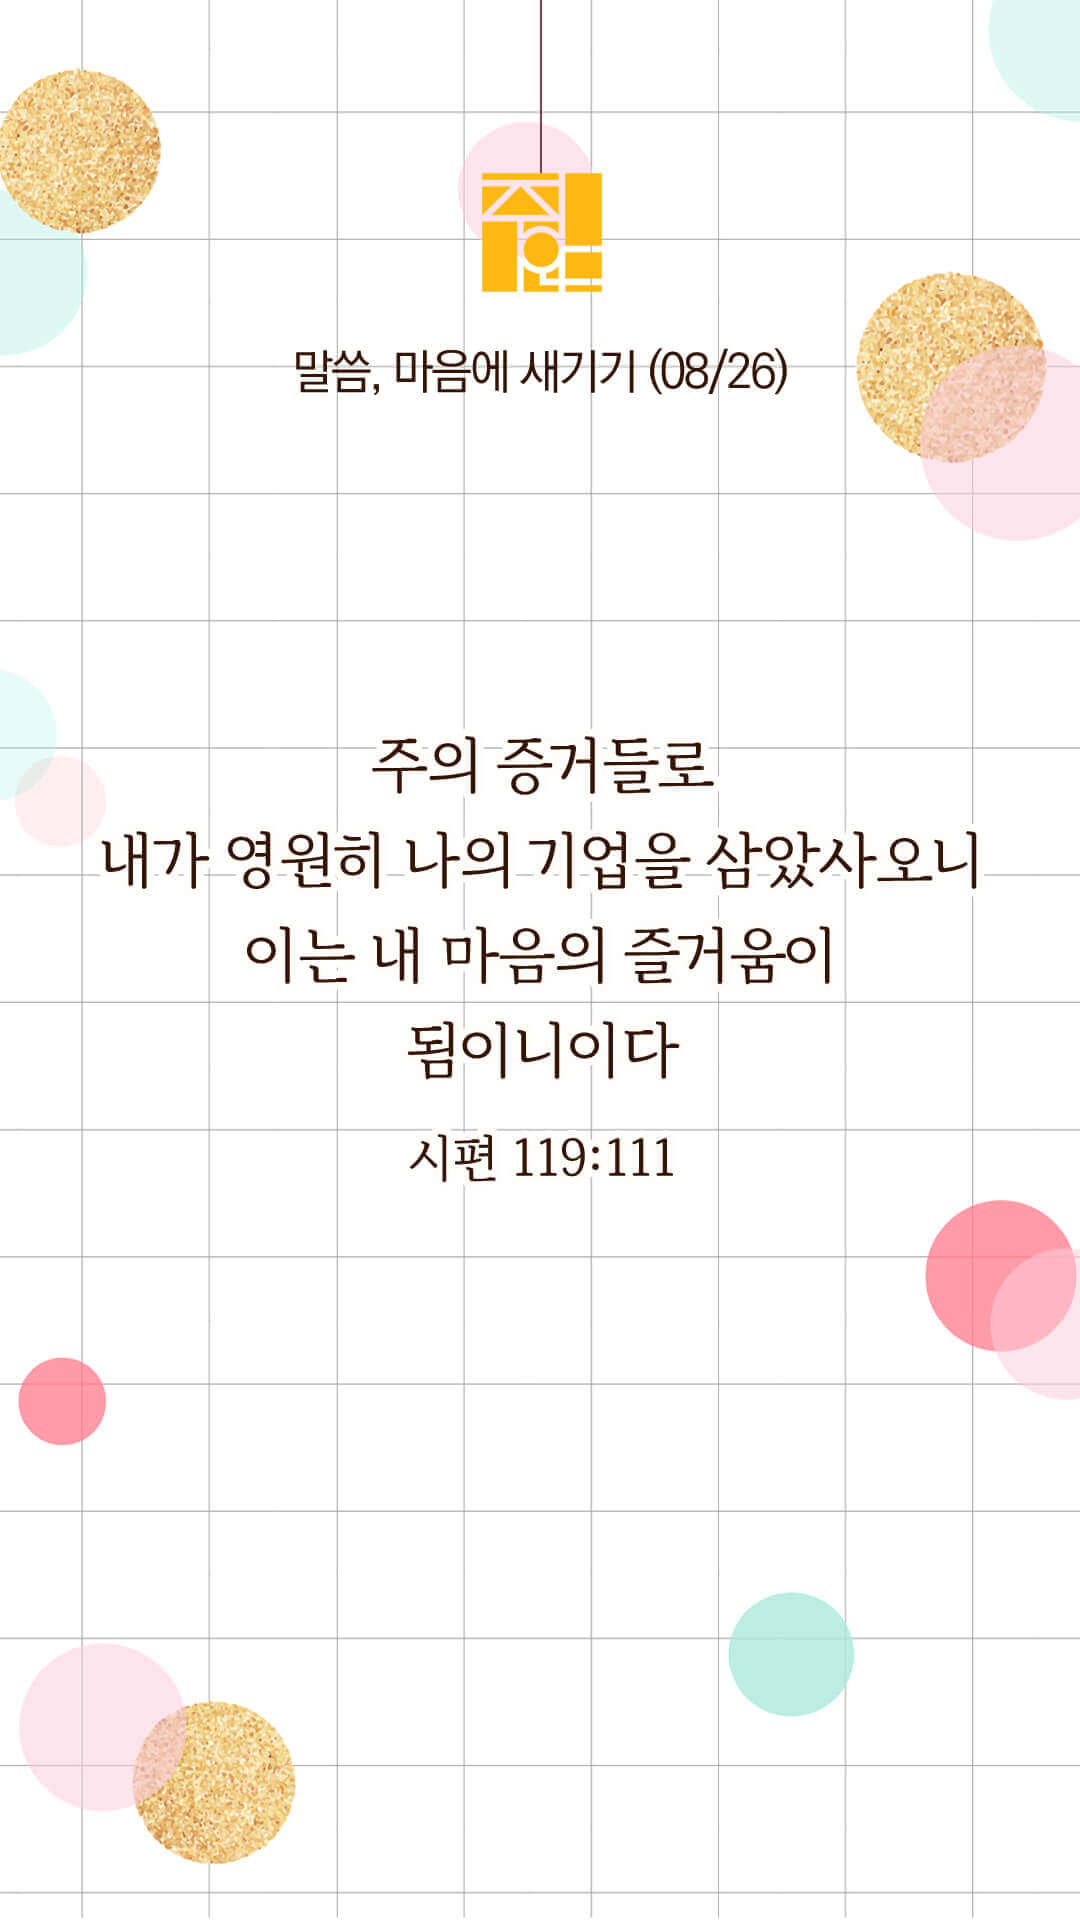 말씀, 마음에 새기기 (08/26)
주의 증거들로
내가 영원히 나의 기업을 삼았사오니
이는 내 마음의 즐거움이
됨이니이다
시편 119:111